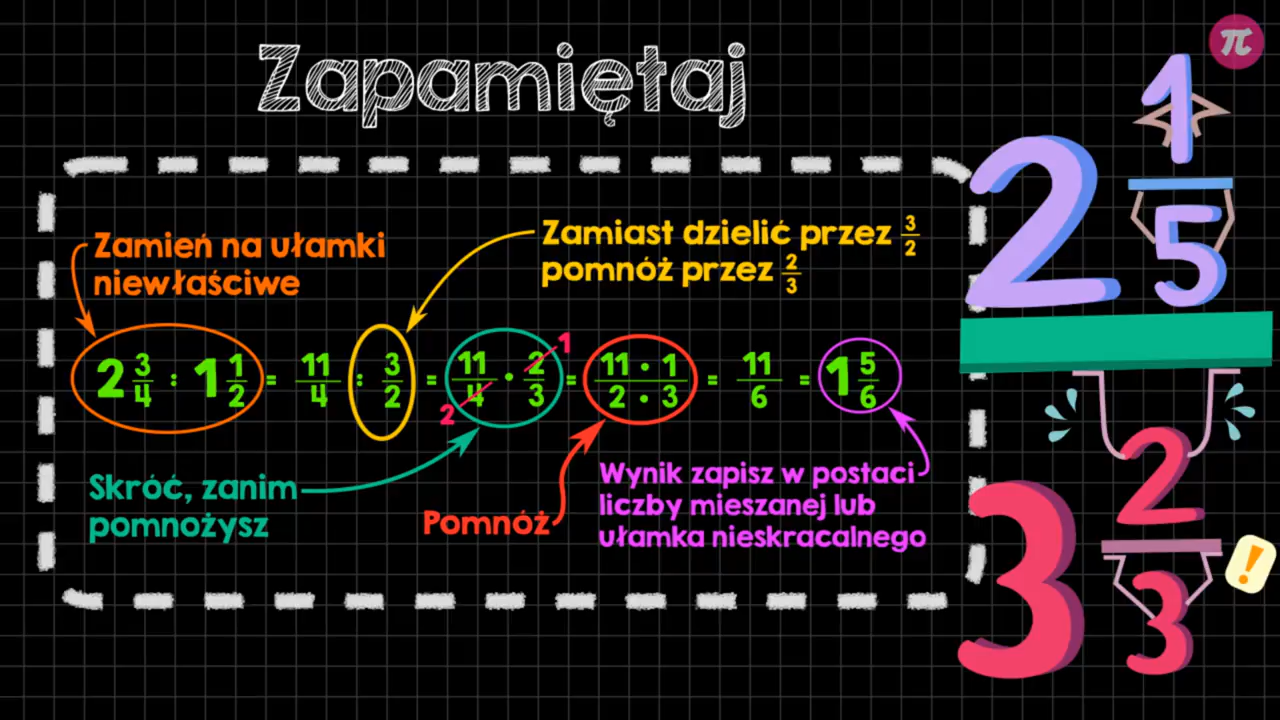 π
Zapamiętaj
Zamień na ułamki
niewłaściwe
Zamiast dzielić przez 3/2
pomnóż przez 2/3
2 3/4 : 1 1/2 = 11/4 : 3/2 = 11/4 · 2/3 = 11 · 1/2 · 3 = 11/6 = 1 5/6
1
2
Skróć, zanim
pomnożysz
Pomnóż
Wynik zapisz w postaci
liczby mieszanej lub
ułamka nieskracalnego
2 1/5
3 2/3
!